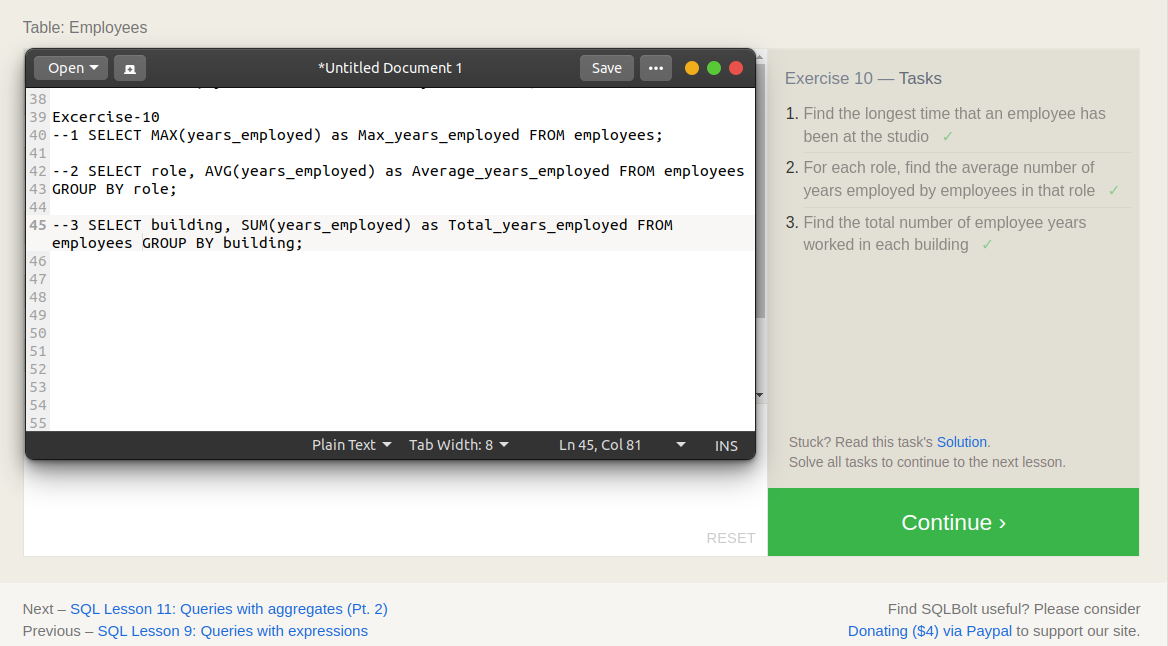 Table: Employees
Open
*Untitled Document 1
Save
38
39 Excercise-10
40 --1 SELECT MAX(years_employed) as Max_years_employed FROM employees;
41
42 --2 SELECT role, AVG(years_employed) as Average_years_employed FROM employees
43 GROUP BY role;
44
45 --3 SELECT building, SUM(years_employed) as Total_years_employed FROM
employees GROUP BY building;
46
47
48
49
50
51
52
53
54
55
Plain Text
Tab Width: 8
Ln 45, Col 81
INS
RESET
Exercise 10 — Tasks
1. Find the longest time that an employee has
been at the studio ✓
2. For each role, find the average number of
years employed by employees in that role ✓
3. Find the total number of employee years
worked in each building ✓
Stuck? Read this task's Solution.
Solve all tasks to continue to the next lesson.
Continue ›
Next – SQL Lesson 11: Queries with aggregates (Pt. 2)
Previous – SQL Lesson 9: Queries with expressions
Find SQLBolt useful? Please consider
Donating ($4) via Paypal to support our site.